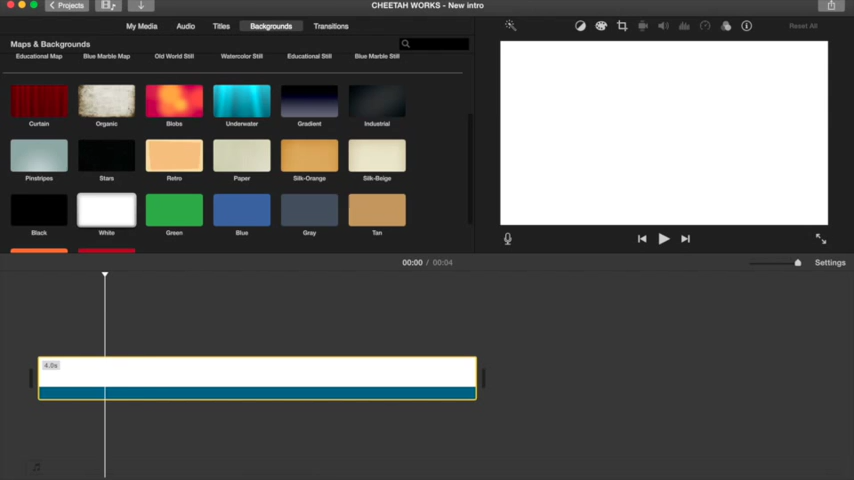 Projects
CHEETAH WORKS - New intro
My Media Audio Titles Backgrounds Transitions
Reset All
Maps & Backgrounds
Educational Map Blue Marble Map Old World Still Watercolor Still Educational Still Blue Marble Still
Curtain Organic Blobs Underwater Gradient Industrial
Pinstripes Stars Retro Paper Silk-Orange Silk-Beige
Black White Green Blue Gray Tan
00:00 / 00:04
Settings
4.0s